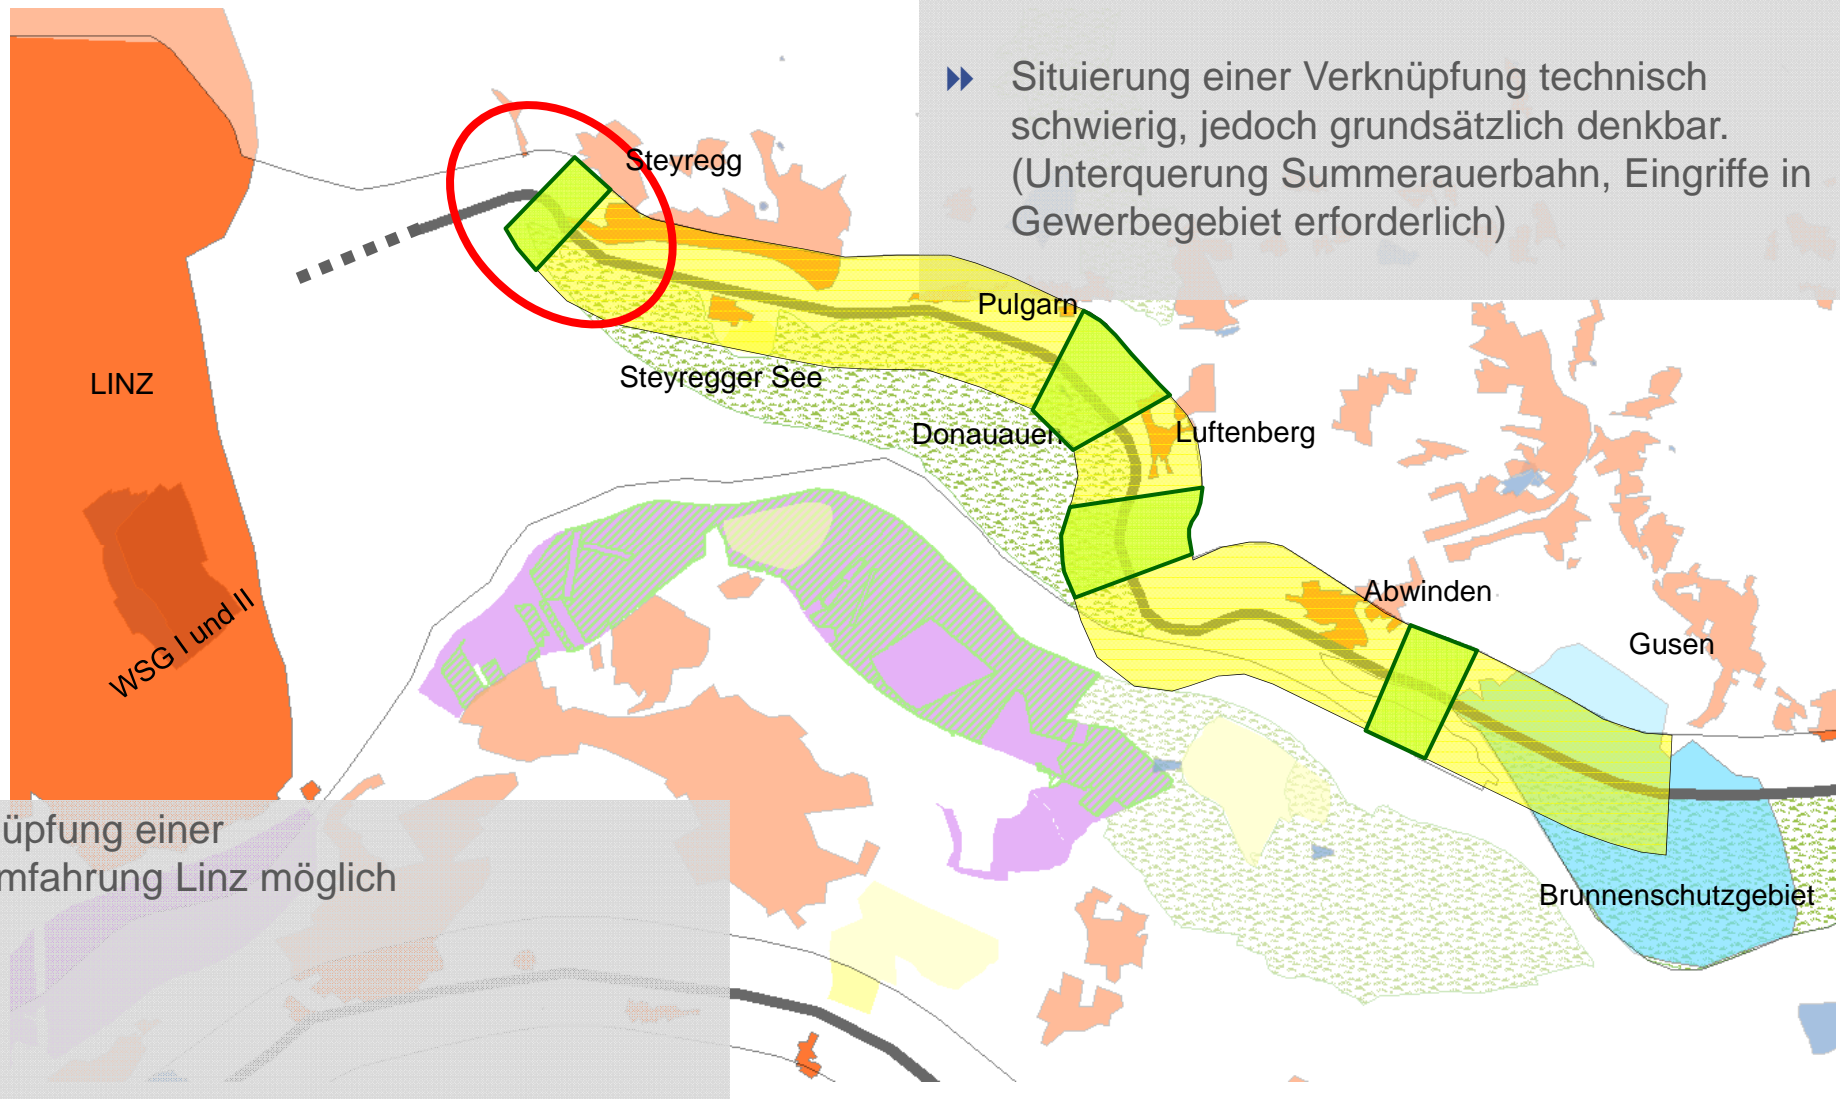 Situierung einer Verknüpfung technisch
schwierig, jedoch grundsätzlich denkbar.
(Unterquerung Summerauerbahn, Eingriffe in
Gewerbegebiet erforderlich)
Steyregg
Pulgarn
LINZ
Steyregger See
Donauauen
Luftenberg
Abwinden
WSG I und II
Gusen
üpfung einer
mfahrung Linz möglich
Brunnenschutzgebiet